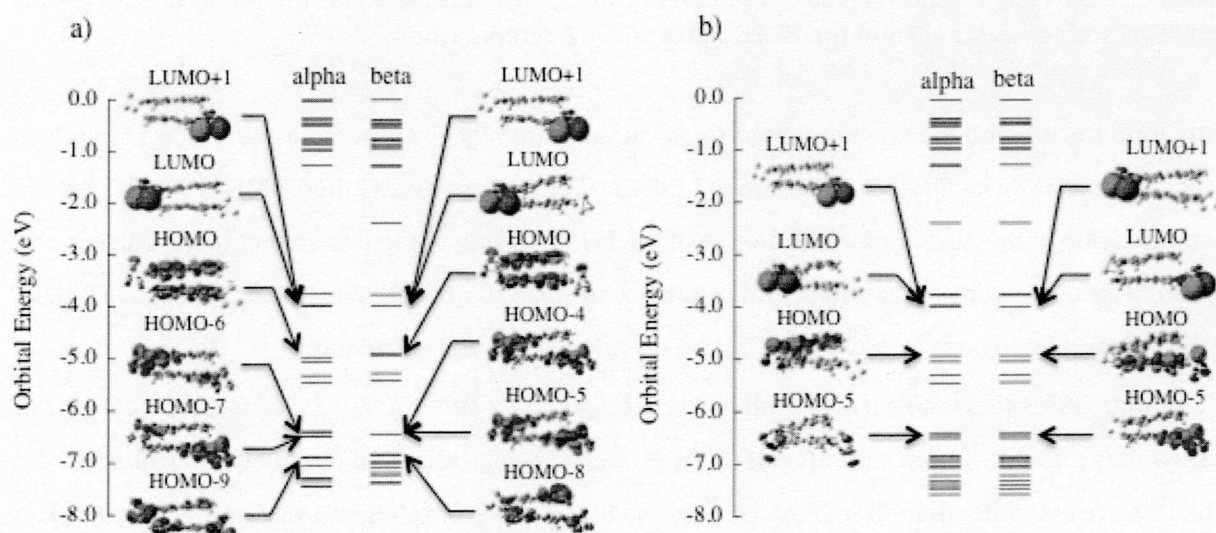 a)
alpha beta
LUMO+1
LUMO
HOMO
HOMO-6
HOMO-7
HOMO-9
LUMO+1
LUMO
HOMO
HOMO-4
HOMO-5
HOMO-8
Orbital Energy (eV)
0.0
-1.0
-2.0
-3.0
-4.0
-5.0
-6.0
-7.0
-8.0
b)
alpha beta
LUMO+1
LUMO
HOMO
HOMO-5
LUMO+1
LUMO
HOMO
HOMO-5
Orbital Energy (eV)
0.0
-1.0
-2.0
-3.0
-4.0
-5.0
-6.0
-7.0
-8.0